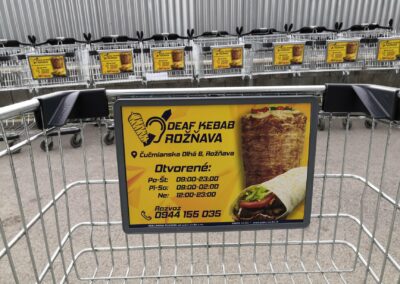 DEAF KEBAB
ROŽŇAVA
Čučmianska Dlhá 6, Rožňava
Otvorené:
Po-Št: 09:00-23:00
Pi-So: 09:00-02:00
Ne: 12:00-23:00
Rozvoz
0944 155 035